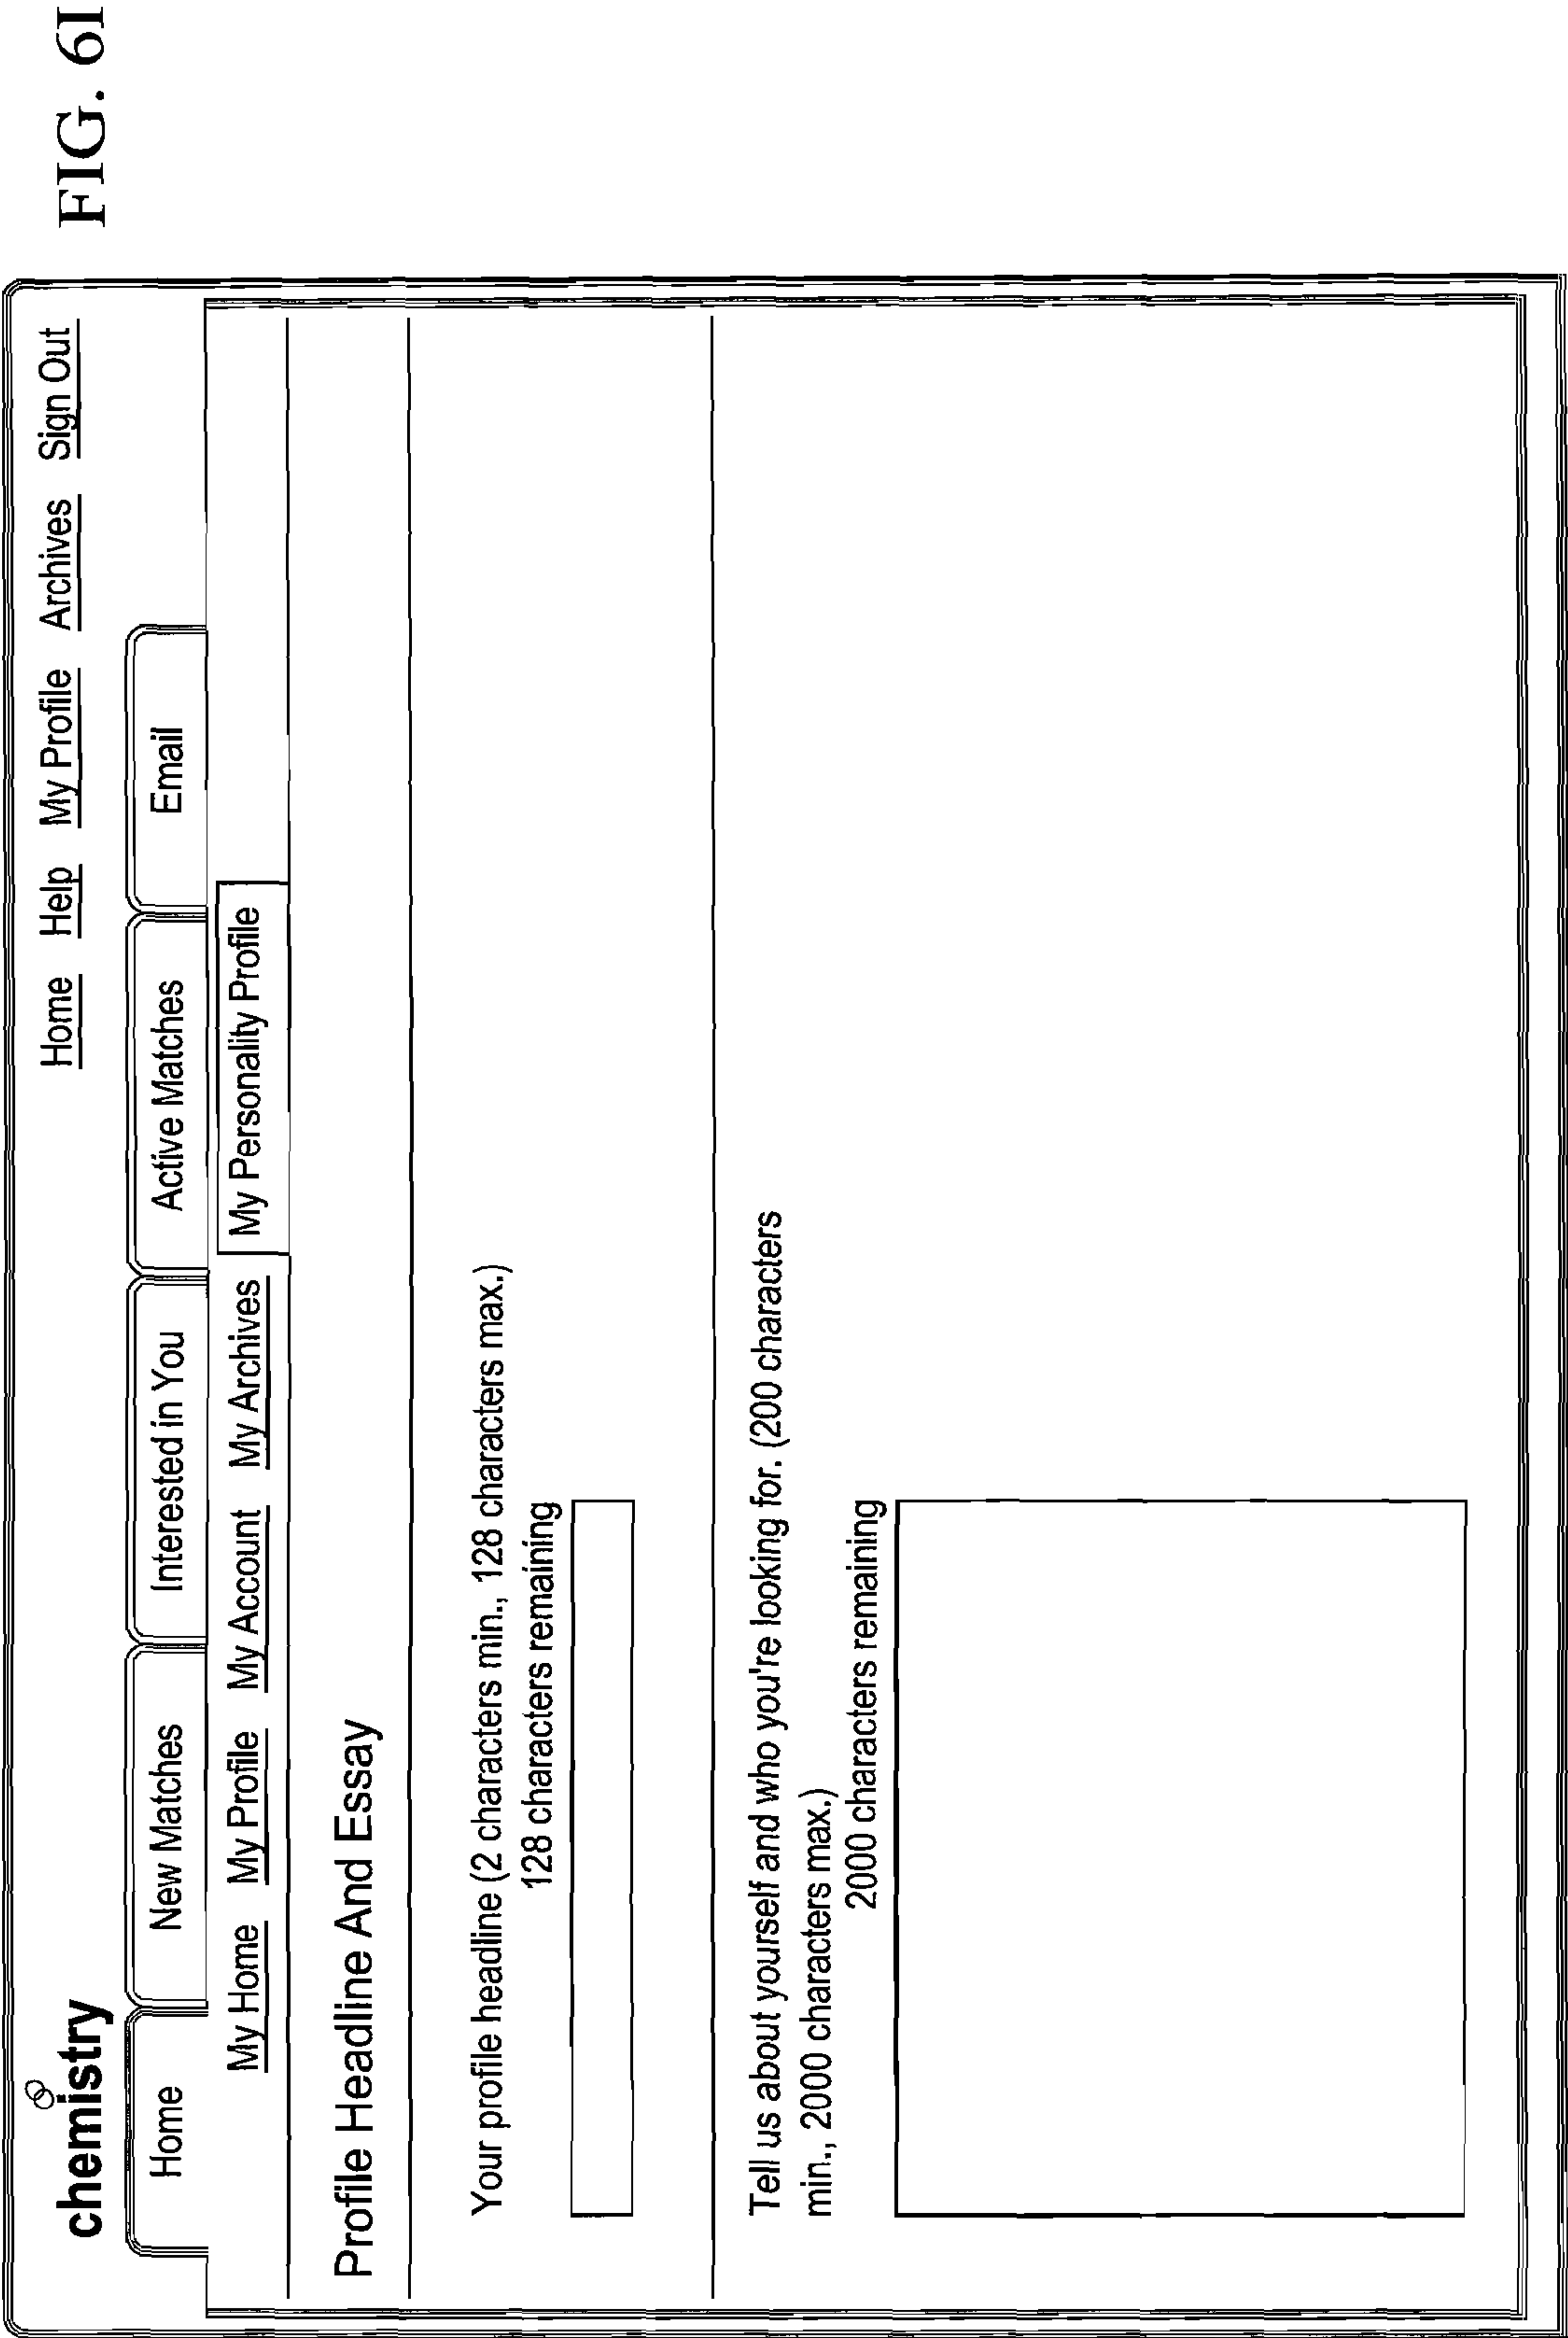 FIG. 6I
chemistry
Home Help My Profile Archives Sign Out
Home New Matches Interested in You Active Matches Email
My Home My Profile My Account My Archives My Personality Profile
Profile Headline And Essay
Your profile headline (2 characters min., 128 characters max.)
128 characters remaining
Tell us about yourself and who you're looking for. (200 characters
min., 2000 characters max.)
2000 characters remaining